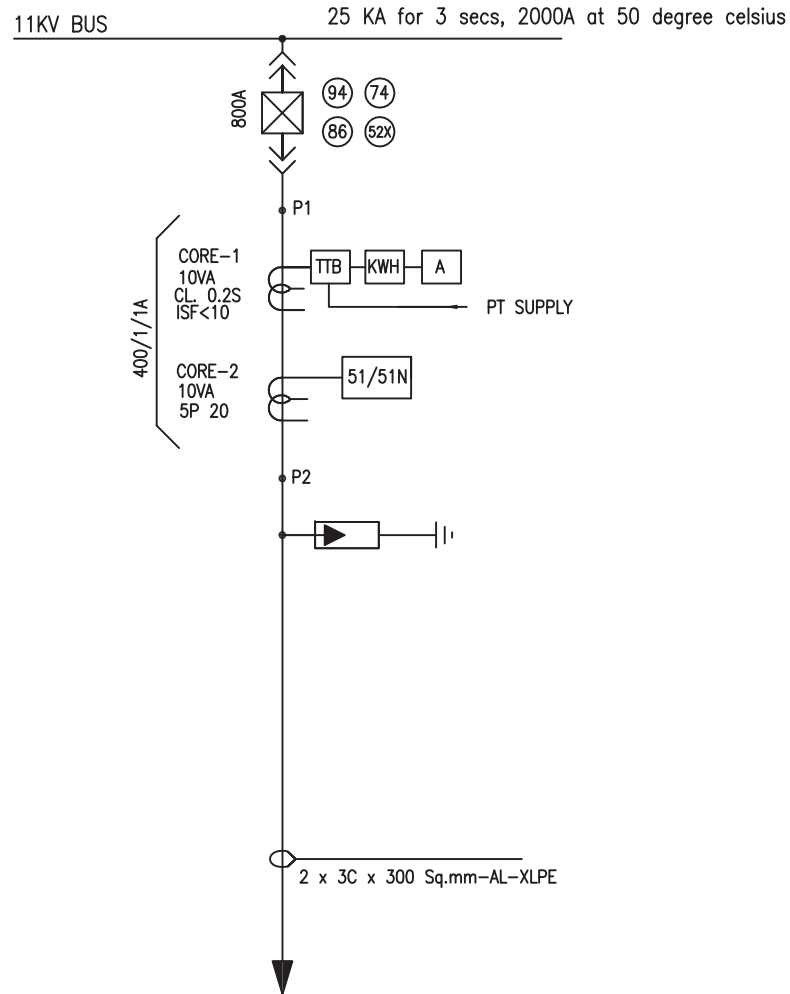 11KV BUS
25 KA for 3 secs, 2000A at 50 degree celsius
800A
94
74
86
52X
P1
400/1/1A
CORE-1
10VA
CL. 0.2S
ISF<10
TTB
KWH
A
PT SUPPLY
CORE-2
10VA
5P 20
51/51N
P2
2 x 3C x 300 Sq.mm-AL-XLPE